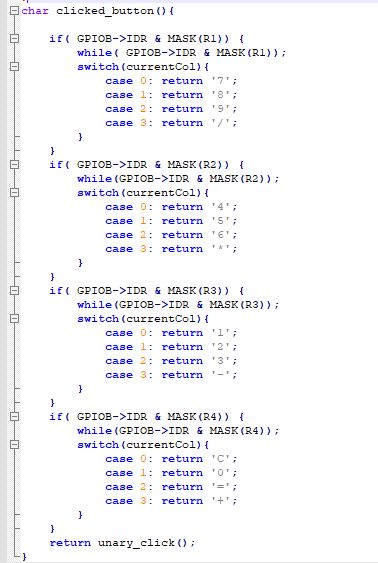 char clicked_button(){
if( GPIOB->IDR & MASK(R1)) {
while( GPIOB->IDR & MASK(R1));
switch(currentCol){
case 0: return '7';
case 1: return '8';
case 2: return '9';
case 3: return '/';
}
}
if( GPIOB->IDR & MASK(R2)) {
while(GPIOB->IDR & MASK(R2));
switch(currentCol){
case 0: return '4';
case 1: return '5';
case 2: return '6';
case 3: return '*';
}
}
if( GPIOB->IDR & MASK(R3)) {
while(GPIOB->IDR & MASK(R3));
switch(currentCol){
case 0: return '1';
case 1: return '2';
case 2: return '3';
case 3: return '-';
}
}
if( GPIOB->IDR & MASK(R4)) {
while(GPIOB->IDR & MASK(R4));
switch(currentCol){
case 0: return 'C';
case 1: return '0';
case 2: return '=';
case 3: return '+';
}
}
return unary_click();
}